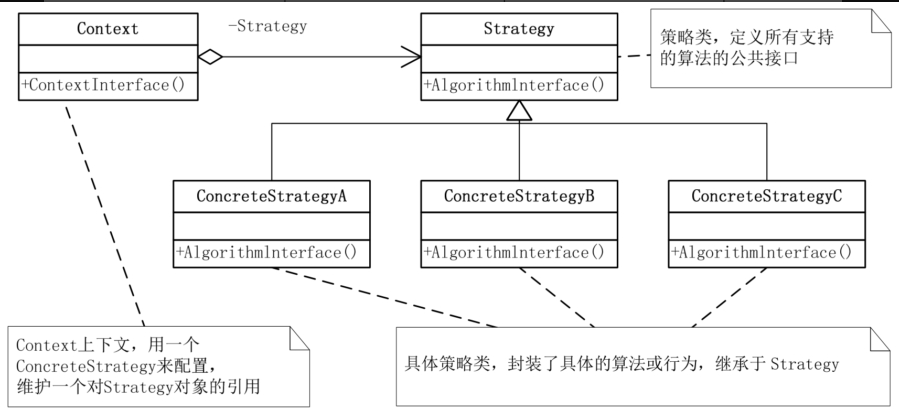 Context
-Strategy
Strategy
策略类，定义所有支持
的算法的公共接口
+ContextInterface()
+AlgorithmInterface()
ConcreteStrategyA
ConcreteStrategyB
ConcreteStrategyC
+AlgorithmInterface()
+AlgorithmInterface()
+AlgorithmInterface()
Context上下文，用一个
ConcreteStrategy来配置，
维护一个对Strategy对象的引用
具体策略类，封装了具体的算法或行为，继承于 Strategy